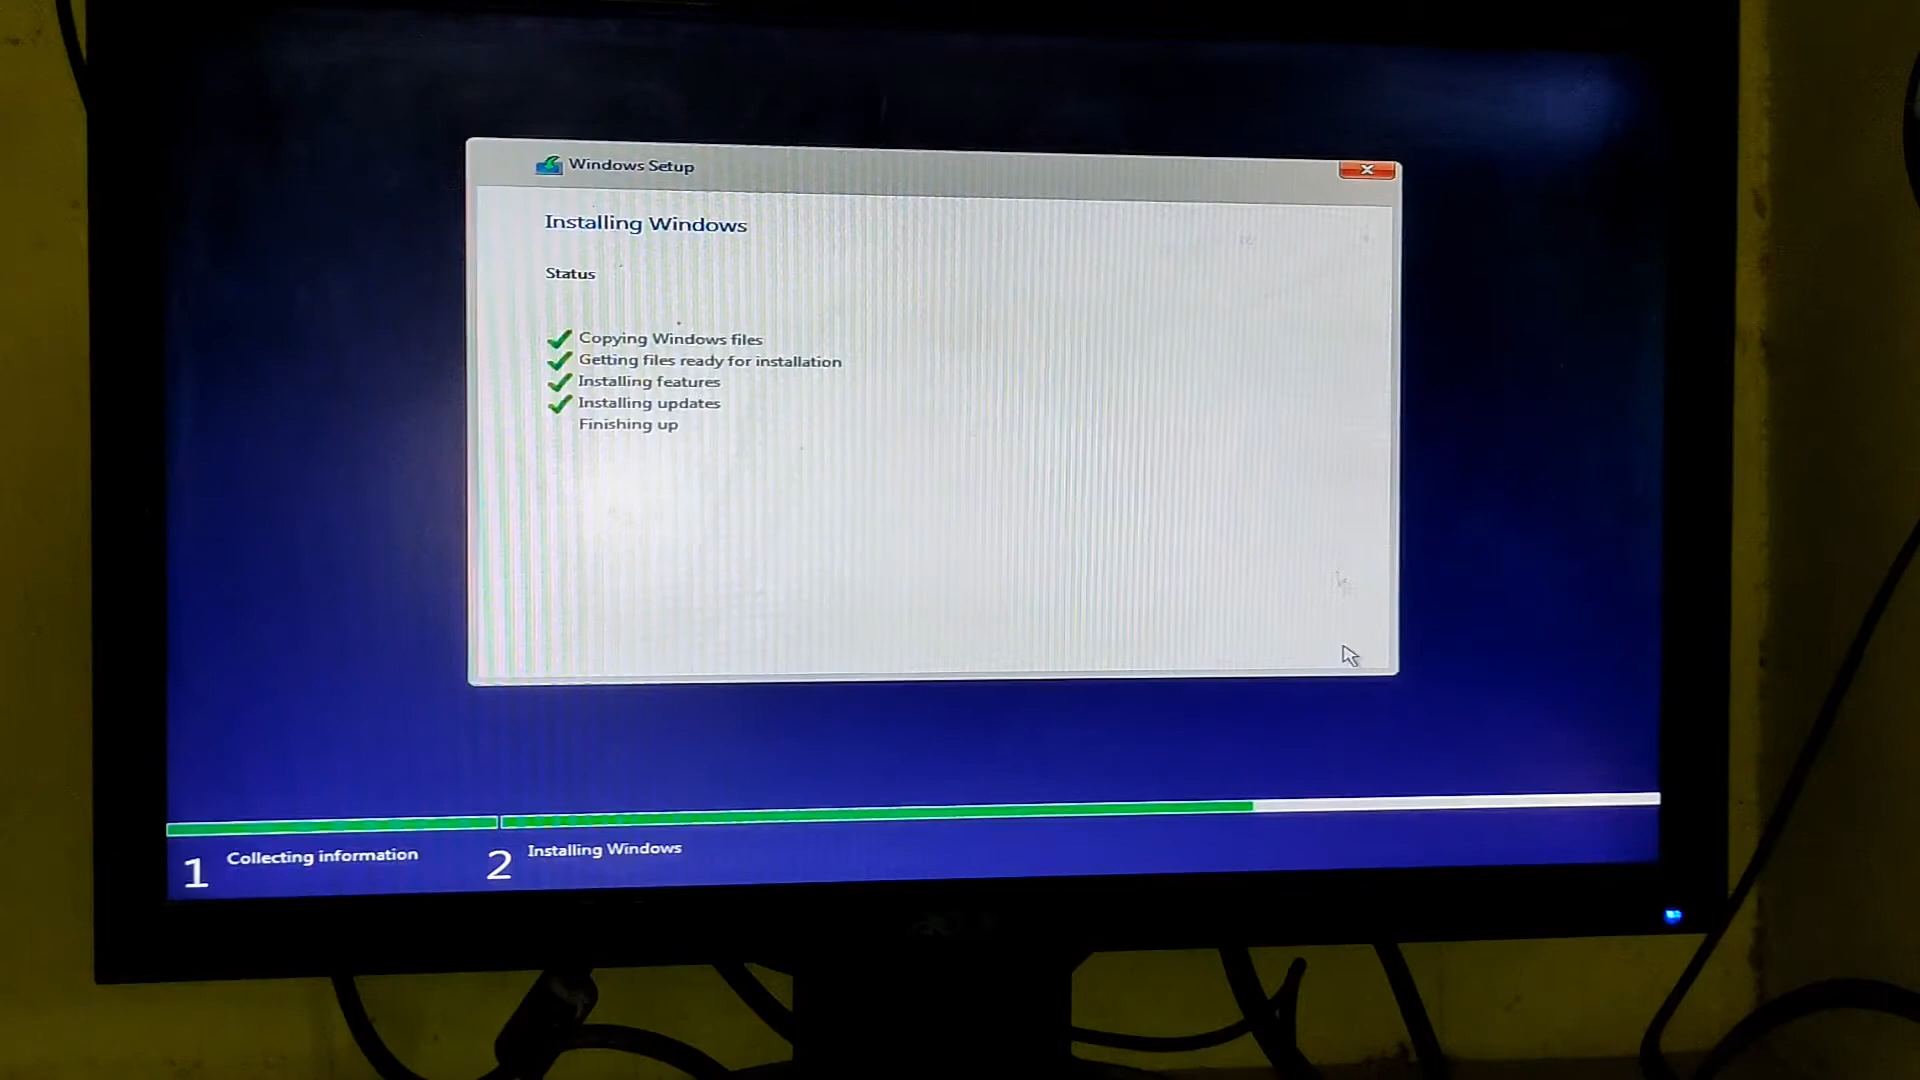 Windows Setup
Installing Windows
Status
Copying Windows files
Getting files ready for installation
Installing features
Installing updates
Finishing up
1 Collecting information
2 Installing Windows